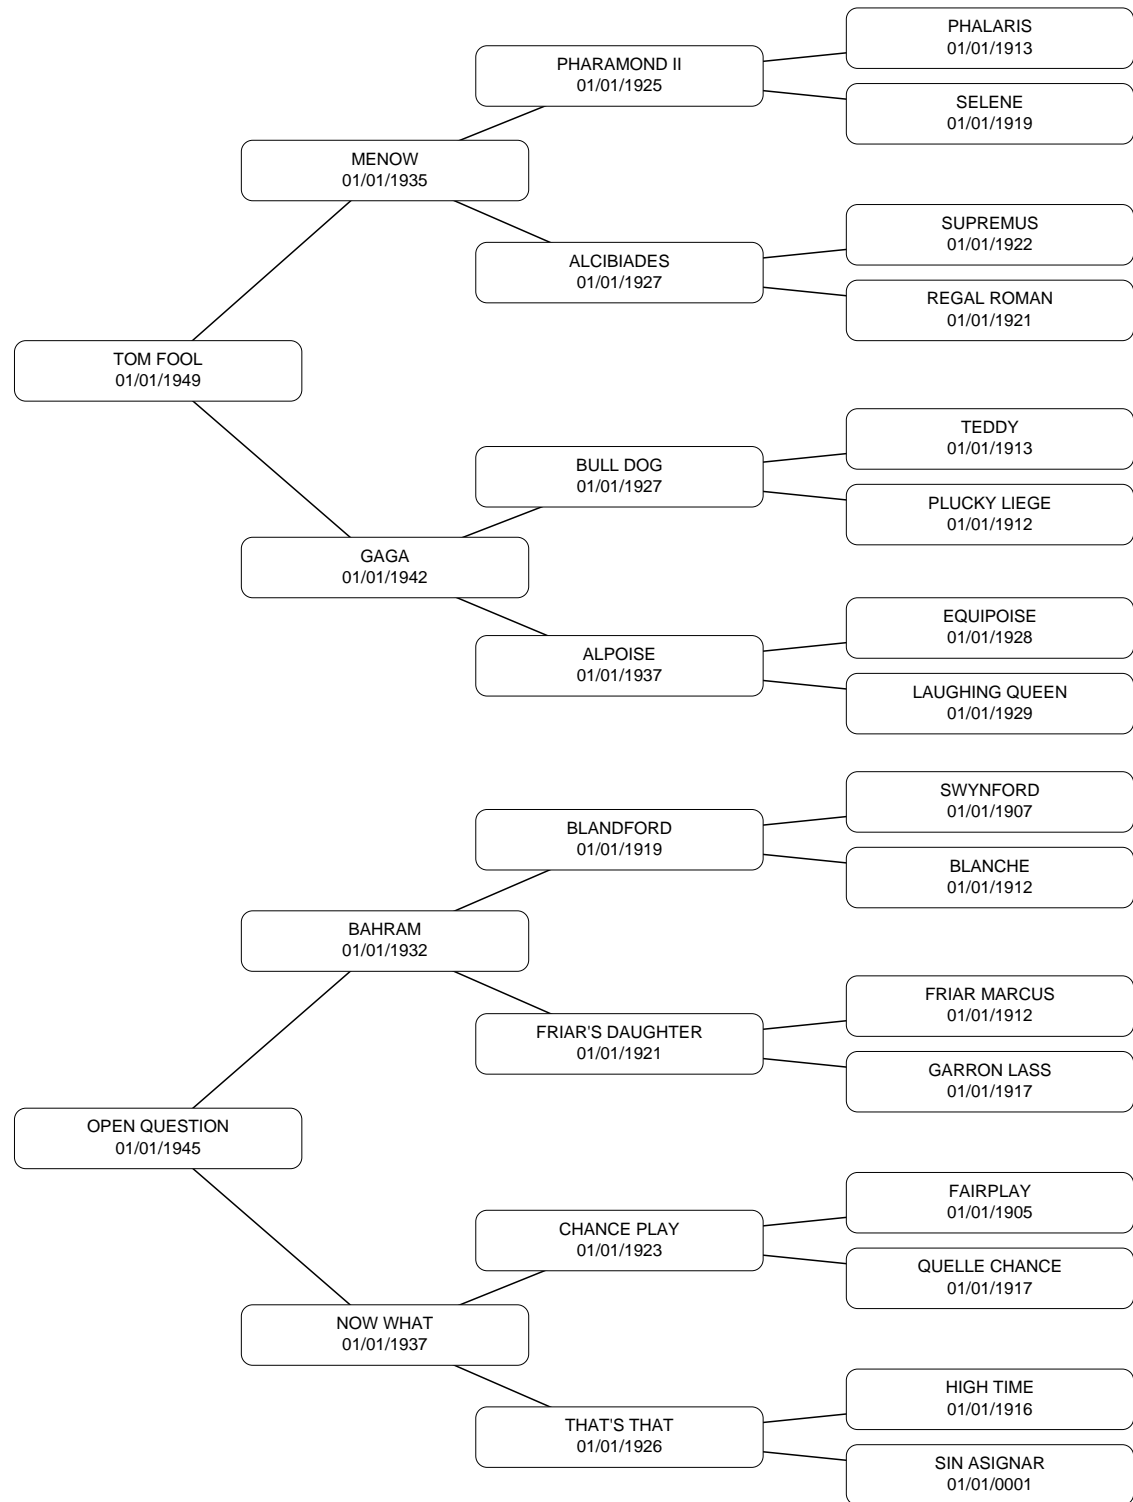 PHALARIS
01/01/1913
PHARAMOND II
01/01/1925
SELENE
01/01/1919
MENOW
01/01/1935
SUPREMUS
01/01/1922
ALCIBIADES
01/01/1927
REGAL ROMAN
01/01/1921
TOM FOOL
01/01/1949
TEDDY
01/01/1913
BULL DOG
01/01/1927
PLUCKY LIEGE
01/01/1912
GAGA
01/01/1942
EQUIPOISE
01/01/1928
ALPOISE
01/01/1937
LAUGHING QUEEN
01/01/1929
SWYNFORD
01/01/1907
BLANDFORD
01/01/1919
BLANCHE
01/01/1912
BAHRAM
01/01/1932
FRIAR MARCUS
01/01/1912
FRIAR'S DAUGHTER
01/01/1921
GARRON LASS
01/01/1917
OPEN QUESTION
01/01/1945
FAIRPLAY
01/01/1905
CHANCE PLAY
01/01/1923
QUELLE CHANCE
01/01/1917
NOW WHAT
01/01/1937
HIGH TIME
01/01/1916
THAT'S THAT
01/01/1926
SIN ASIGNAR
01/01/0001